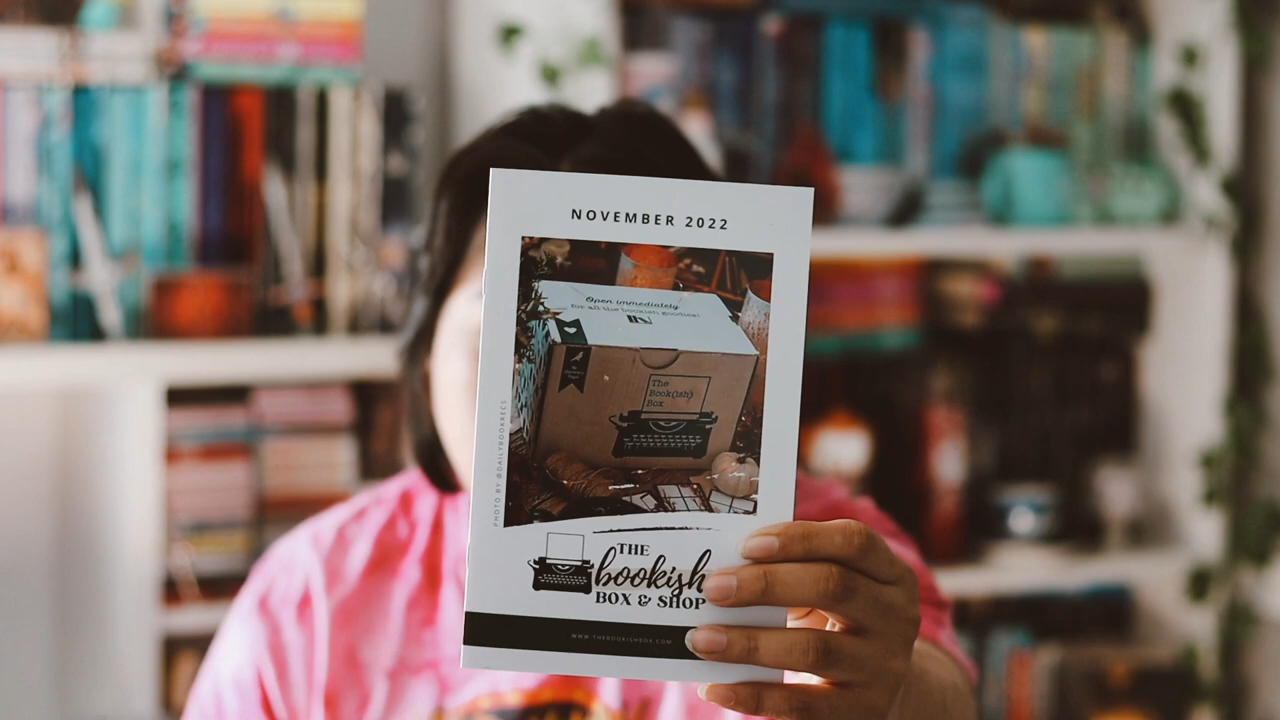 NOVEMBER 2022
Open immediately
for all the bookish goodies!
The
Book(ish)
Box
PHOTO BY @DAILYBOOKRECS
THE
bookish
BOX & SHOP
WWW.THEBOOKISHBOX.COM